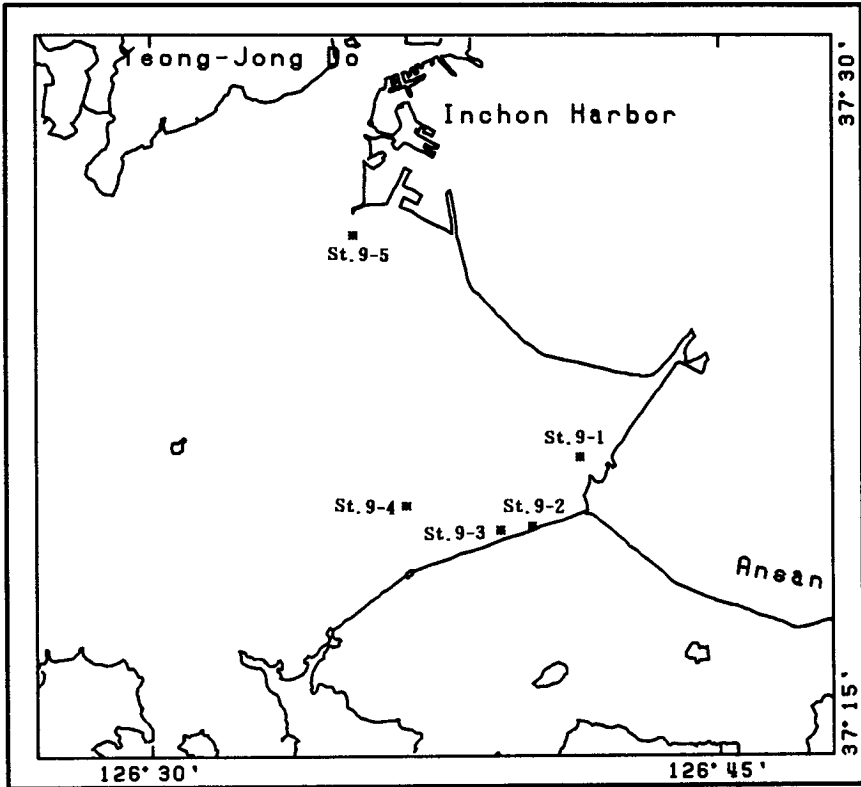 Yeong-Jong Do
Inchon Harbor
37° 30'
St.9-5
St.9-1
St.9-4
St.9-2
St.9-3
Ansan
37° 15'
126° 30'
126° 45'